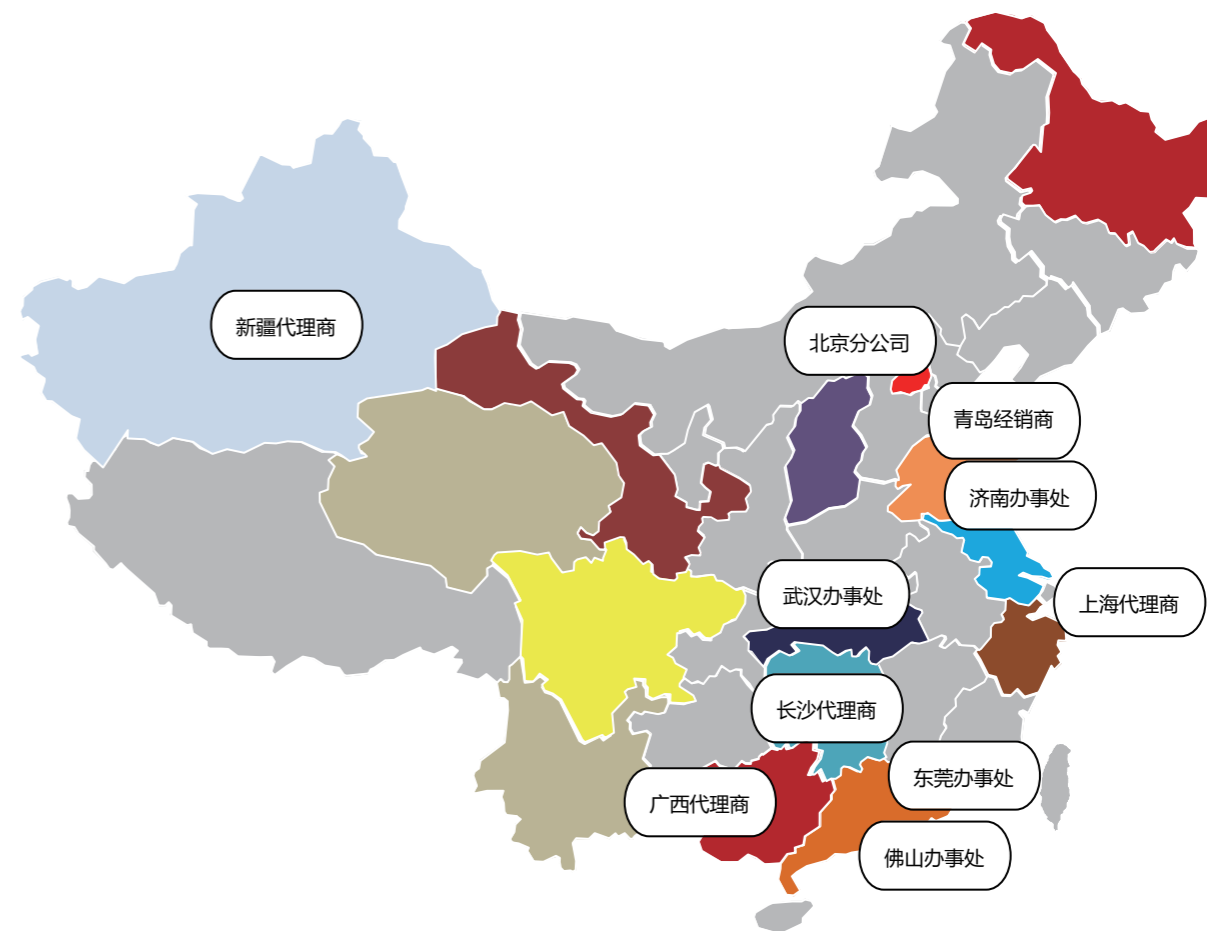 新疆代理商
北京分公司
青岛经销商
济南办事处
武汉办事处
上海代理商
长沙代理商
东莞办事处
广西代理商
佛山办事处